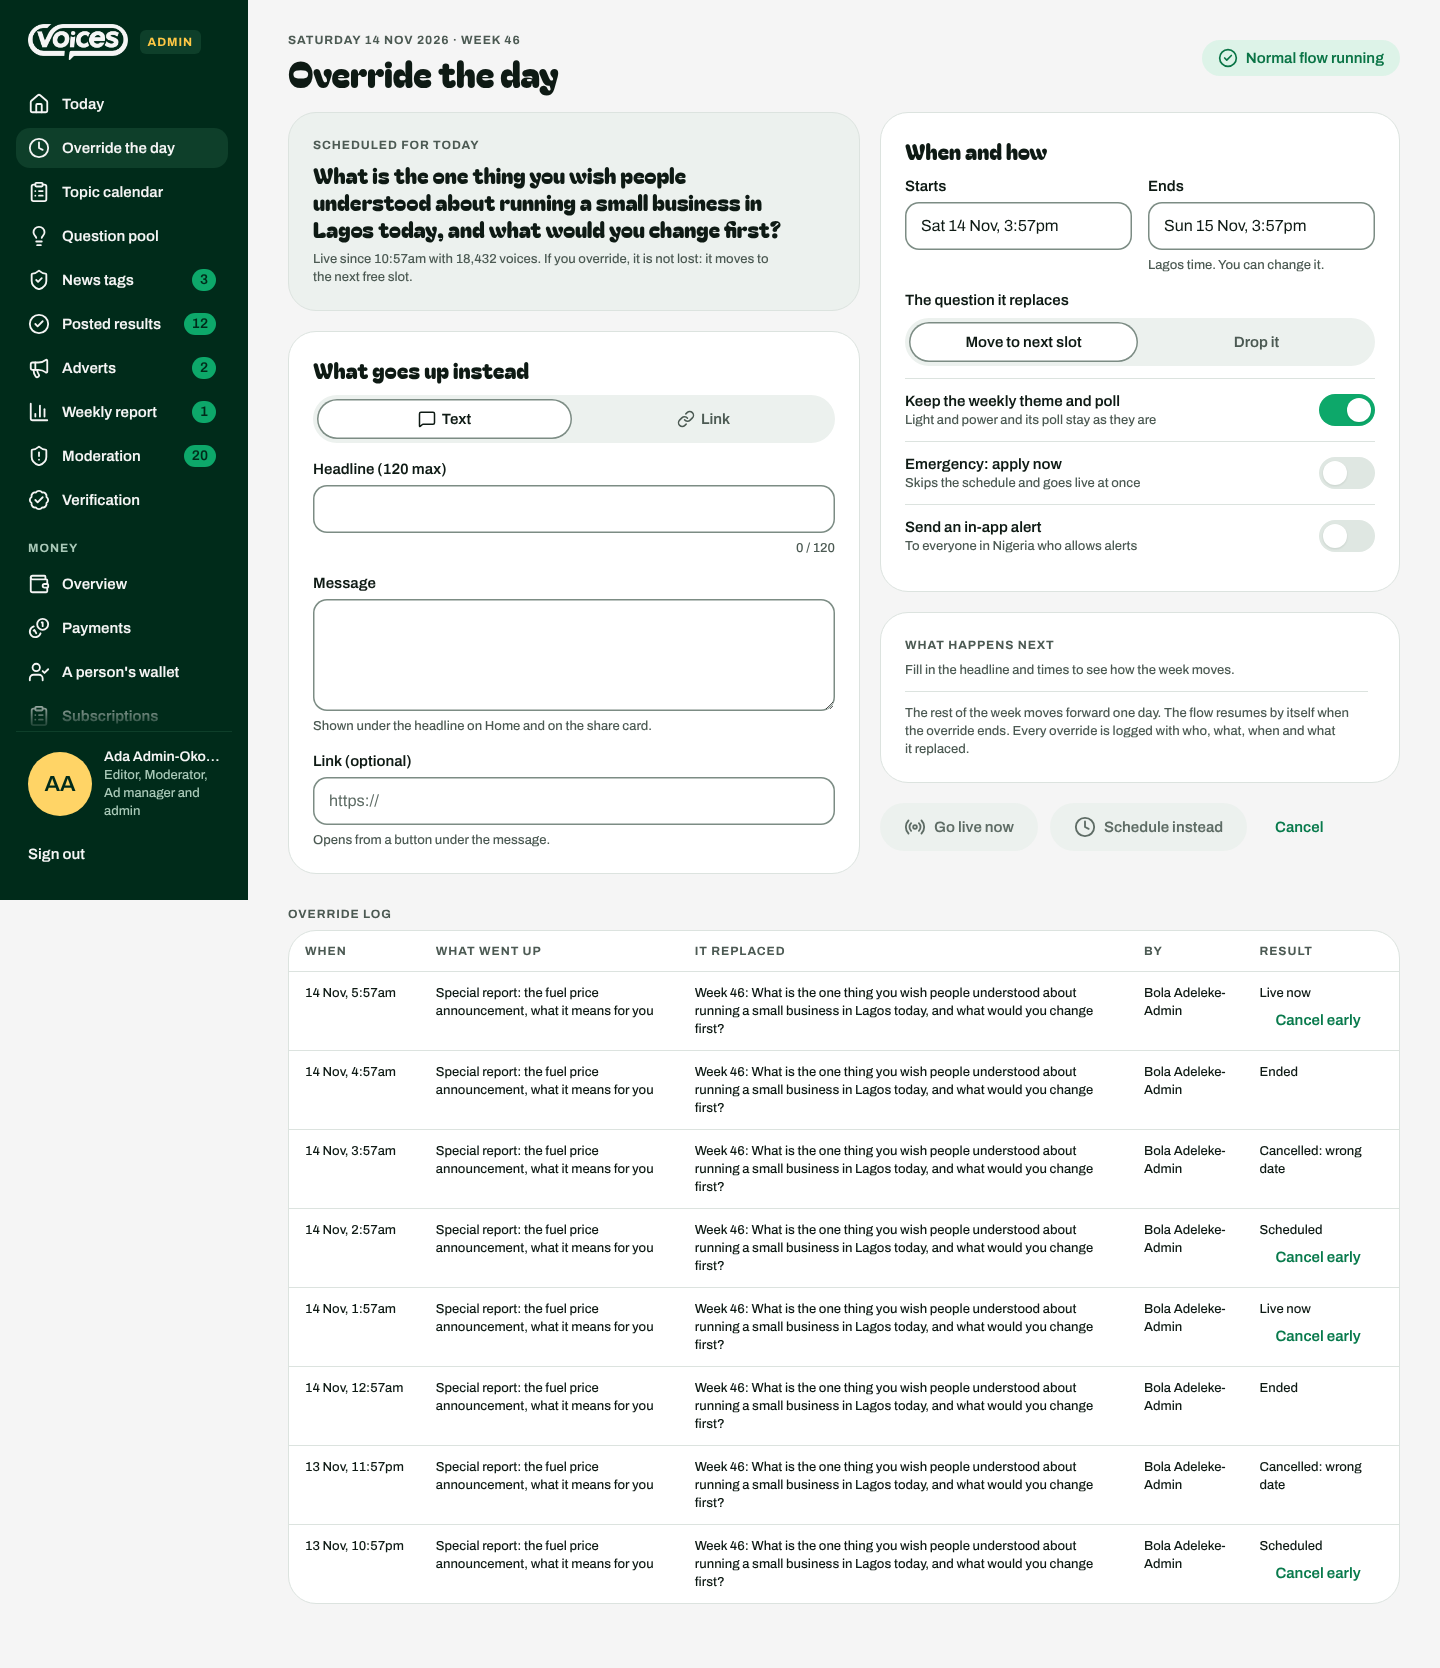 Voices
ADMIN
Today
Override the day
Topic calendar
Question pool
News tags
3
Posted results
12
Adverts
2
Weekly report
1
Moderation
20
Verification
MONEY
Overview
Payments
A person's wallet
Subscriptions
AA
Ada Admin-Oko...
Editor, Moderator,
Ad manager and
admin
Sign out
SATURDAY 14 NOV 2026 · WEEK 46
Override the day
Normal flow running
SCHEDULED FOR TODAY
What is the one thing you wish people
understood about running a small business in
Lagos today, and what would you change first?
Live since 10:57am with 18,432 voices. If you override, it is not lost: it moves to
the next free slot.
What goes up instead
Text
Link
Headline (120 max)
0 / 120
Message
Shown under the headline on Home and on the share card.
Link (optional)
https://
Opens from a button under the message.
When and how
Starts
Ends
Sat 14 Nov, 3:57pm
Sun 15 Nov, 3:57pm
Lagos time. You can change it.
The question it replaces
Move to next slot
Drop it
Keep the weekly theme and poll
Light and power and its poll stay as they are
Emergency: apply now
Skips the schedule and goes live at once
Send an in-app alert
To everyone in Nigeria who allows alerts
WHAT HAPPENS NEXT
Fill in the headline and times to see how the week moves.
The rest of the week moves forward one day. The flow resumes by itself when
the override ends. Every override is logged with who, what, when and what
it replaced.
Go live now
Schedule instead
Cancel
OVERRIDE LOG
WHEN
WHAT WENT UP
IT REPLACED
BY
RESULT
14 Nov, 5:57am
Special report: the fuel price
announcement, what it means for you
Week 46: What is the one thing you wish people understood about
running a small business in Lagos today, and what would you change
first?
Bola Adeleke-
Admin
Live now
Cancel early
14 Nov, 4:57am
Special report: the fuel price
announcement, what it means for you
Week 46: What is the one thing you wish people understood about
running a small business in Lagos today, and what would you change
first?
Bola Adeleke-
Admin
Ended
14 Nov, 3:57am
Special report: the fuel price
announcement, what it means for you
Week 46: What is the one thing you wish people understood about
running a small business in Lagos today, and what would you change
first?
Bola Adeleke-
Admin
Cancelled: wrong
date
14 Nov, 2:57am
Special report: the fuel price
announcement, what it means for you
Week 46: What is the one thing you wish people understood about
running a small business in Lagos today, and what would you change
first?
Bola Adeleke-
Admin
Scheduled
Cancel early
14 Nov, 1:57am
Special report: the fuel price
announcement, what it means for you
Week 46: What is the one thing you wish people understood about
running a small business in Lagos today, and what would you change
first?
Bola Adeleke-
Admin
Live now
Cancel early
14 Nov, 12:57am
Special report: the fuel price
announcement, what it means for you
Week 46: What is the one thing you wish people understood about
running a small business in Lagos today, and what would you change
first?
Bola Adeleke-
Admin
Ended
13 Nov, 11:57pm
Special report: the fuel price
announcement, what it means for you
Week 46: What is the one thing you wish people understood about
running a small business in Lagos today, and what would you change
first?
Bola Adeleke-
Admin
Cancelled: wrong
date
13 Nov, 10:57pm
Special report: the fuel price
announcement, what it means for you
Week 46: What is the one thing you wish people understood about
running a small business in Lagos today, and what would you change
first?
Bola Adeleke-
Admin
Scheduled
Cancel early